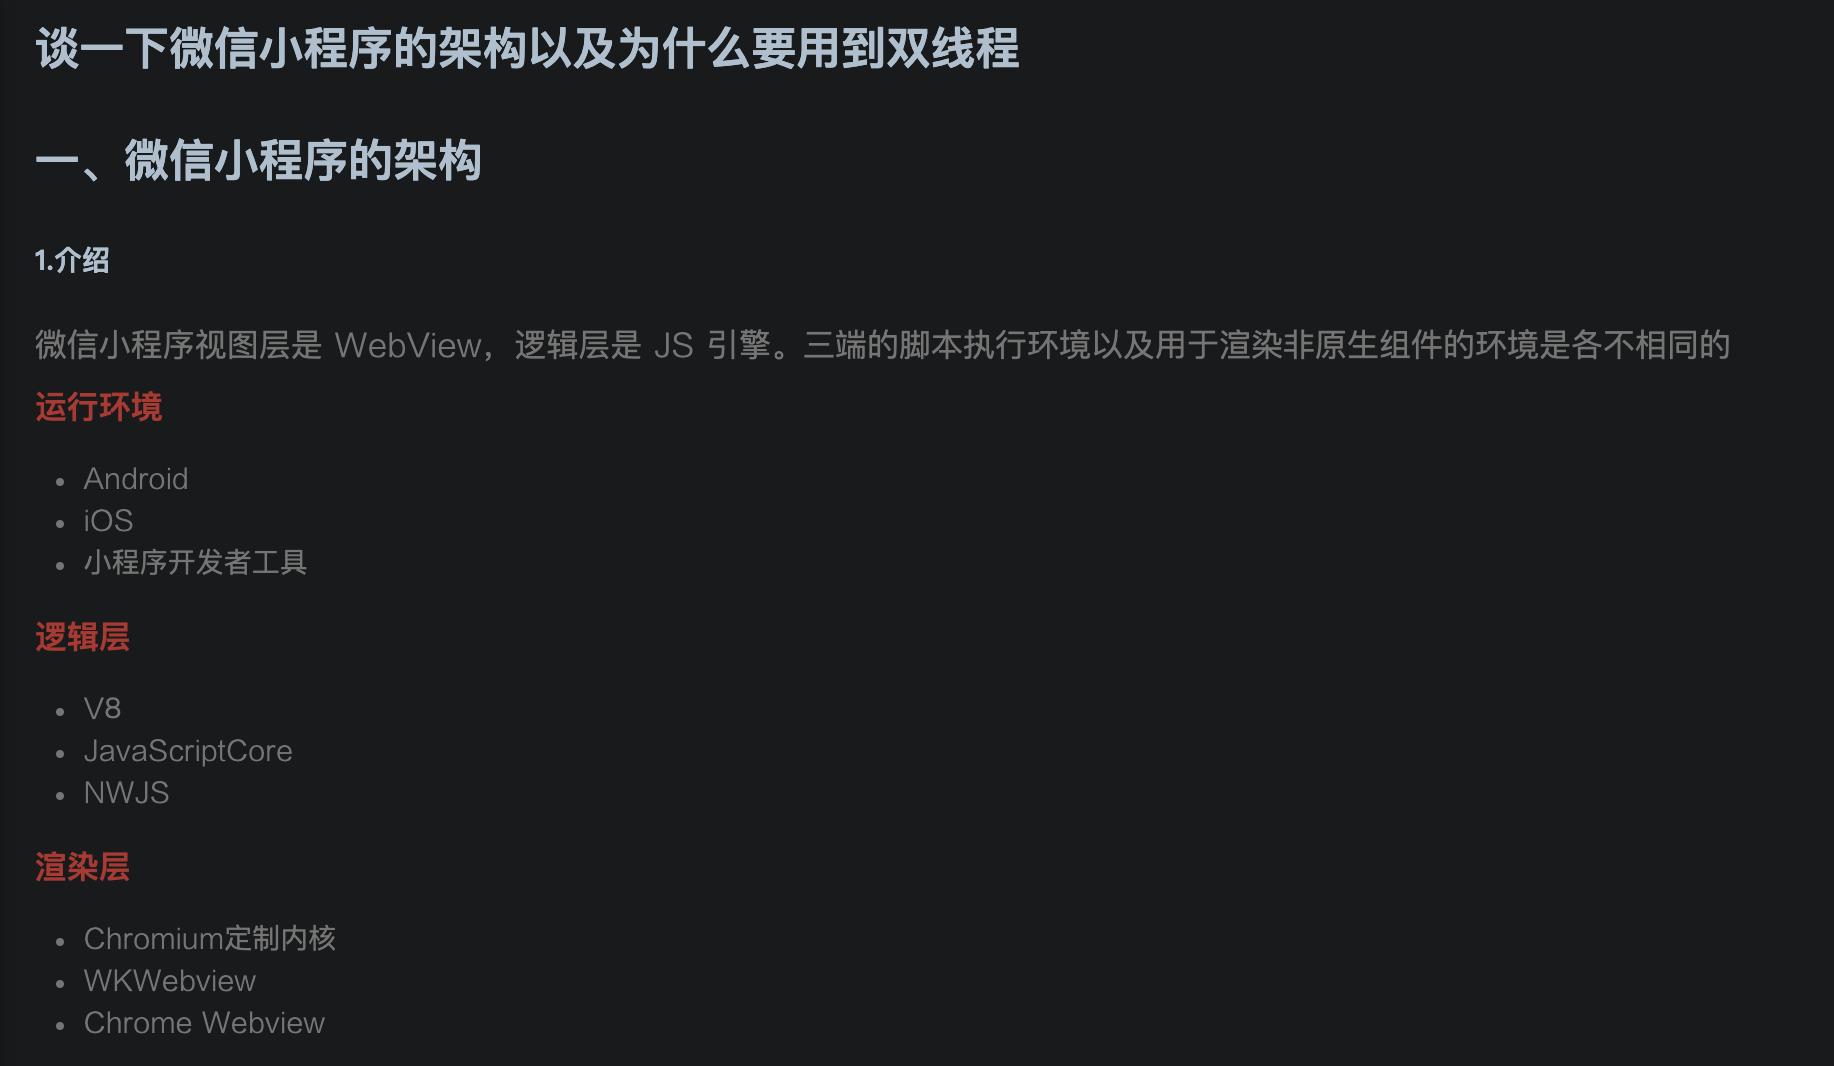 谈一下微信小程序的架构以及为什么要用到双线程
一、微信小程序的架构
1.介绍
微信小程序视图层是 WebView，逻辑层是 JS 引擎。三端的脚本执行环境以及用于渲染非原生组件的环境是各不相同的
运行环境
• Android
• iOS
• 小程序开发者工具
逻辑层
• V8
• JavaScriptCore
• NWJS
渲染层
• Chromium定制内核
• WKWebview
• Chrome Webview